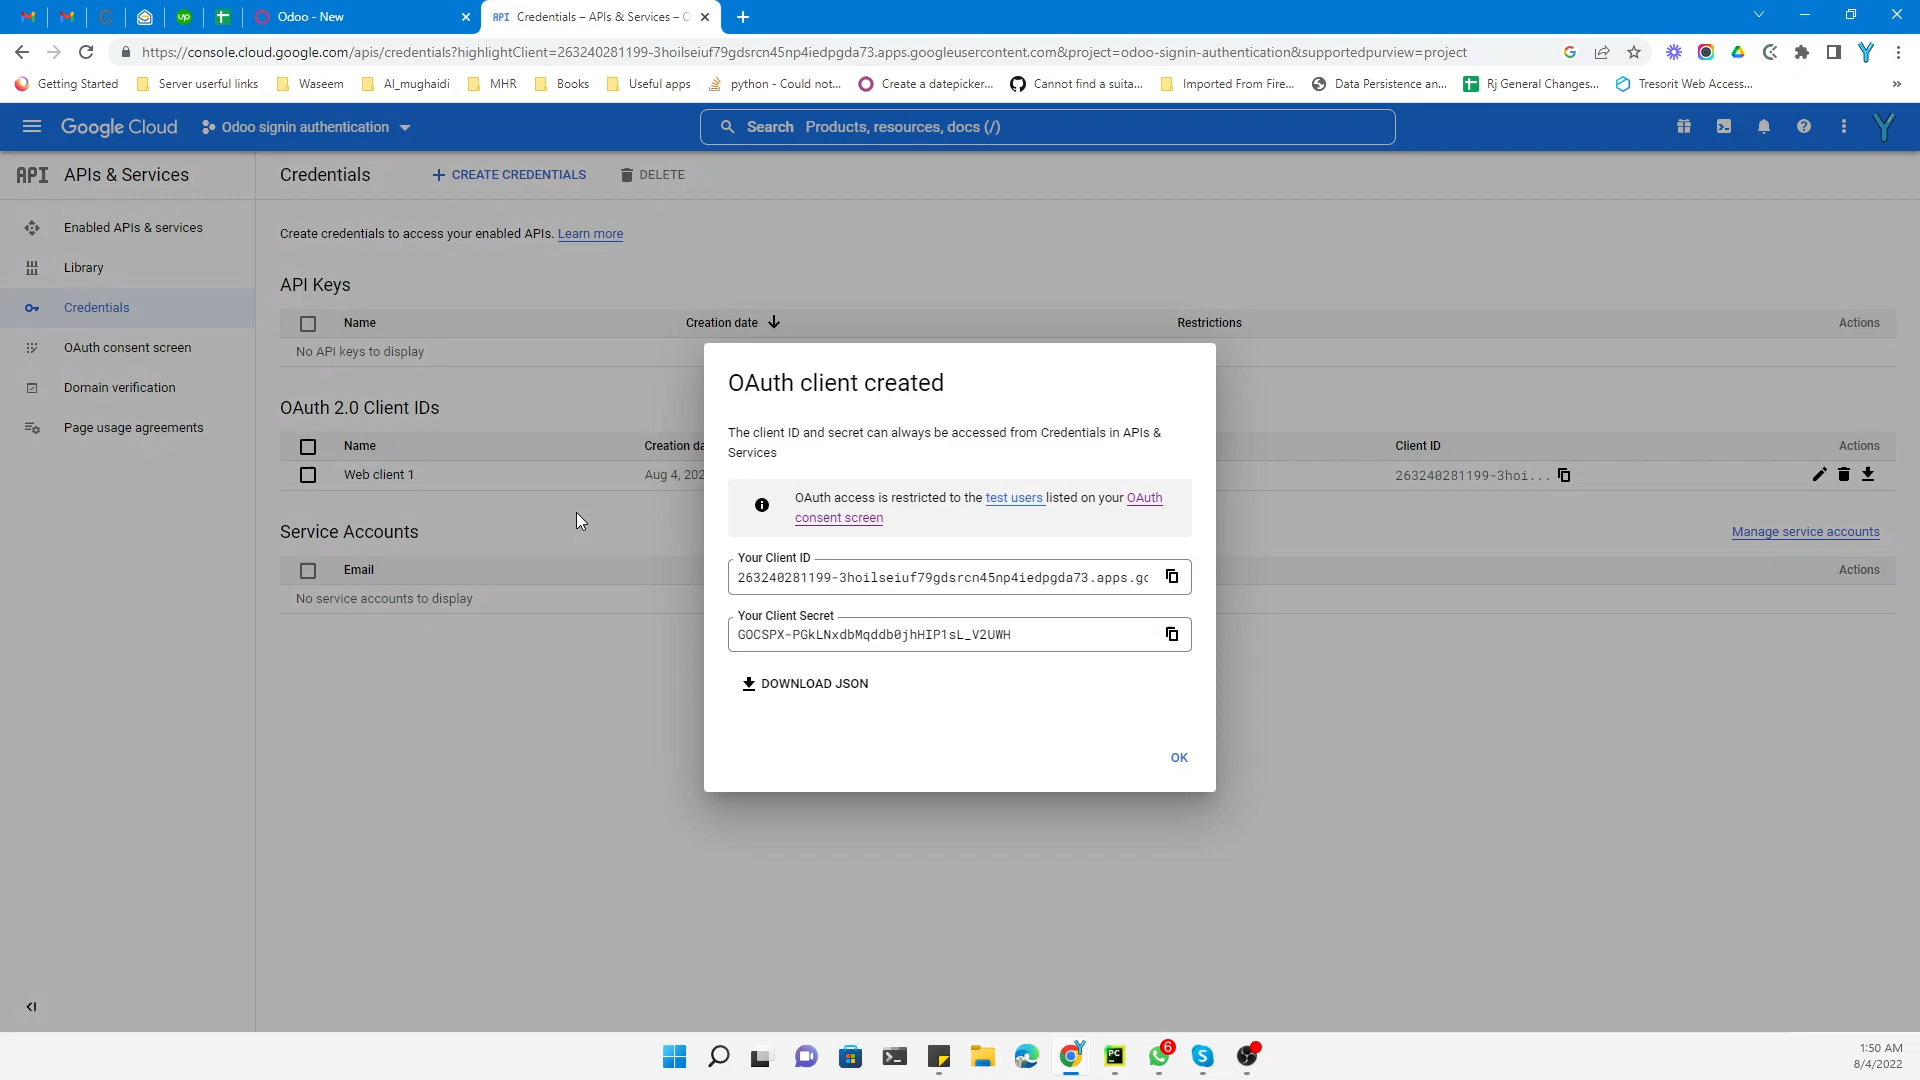 Odoo - New
API Credentials – APIs & Services – O
https://console.cloud.google.com/apis/credentials?highlightClient=263240281199-3hoilseiuf79gdsrcn45np4iedpgda73.apps.googleusercontent.com&project=odoo-signin-authentication&supportedpurview=project
Getting Started Server userful links Waseem Al_mughaidi MHR Books Useful apps python - Could not... Create a datepicker... Cannot find a suita... Imported From Fire... Data Persistence an... Rj General Changes... Tresorit Web Access... »
Google Cloud Odoo signin authentication Search Products, resources, docs (/)
API APIs & Services Credentials + CREATE CREDENTIALS DELETE
Enabled APIs & services
Library
Credentials
OAuth consent screen
Domain verification
Page usage agreements
Create credentials to access your enabled APIs. Learn more
API Keys
Name Creation date Restrictions Actions
No API keys to display
OAuth 2.0 Client IDs
Name Creation da Client ID Actions
Web client 1 Aug 4, 202 263240281199-3hoi...
Service Accounts Manage service accounts
Email Actions
No service accounts to display
OAuth client created
The client ID and secret can always be accessed from Credentials in APIs &
Services
OAuth access is restricted to the test users listed on your OAuth
consent screen
Your Client ID
263240281199-3hoilseiuf79gdsrcn45np4iedpgda73.apps.gc
Your Client Secret
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
DOWNLOAD JSON
OK
6
1:50 AM
8/4/2022